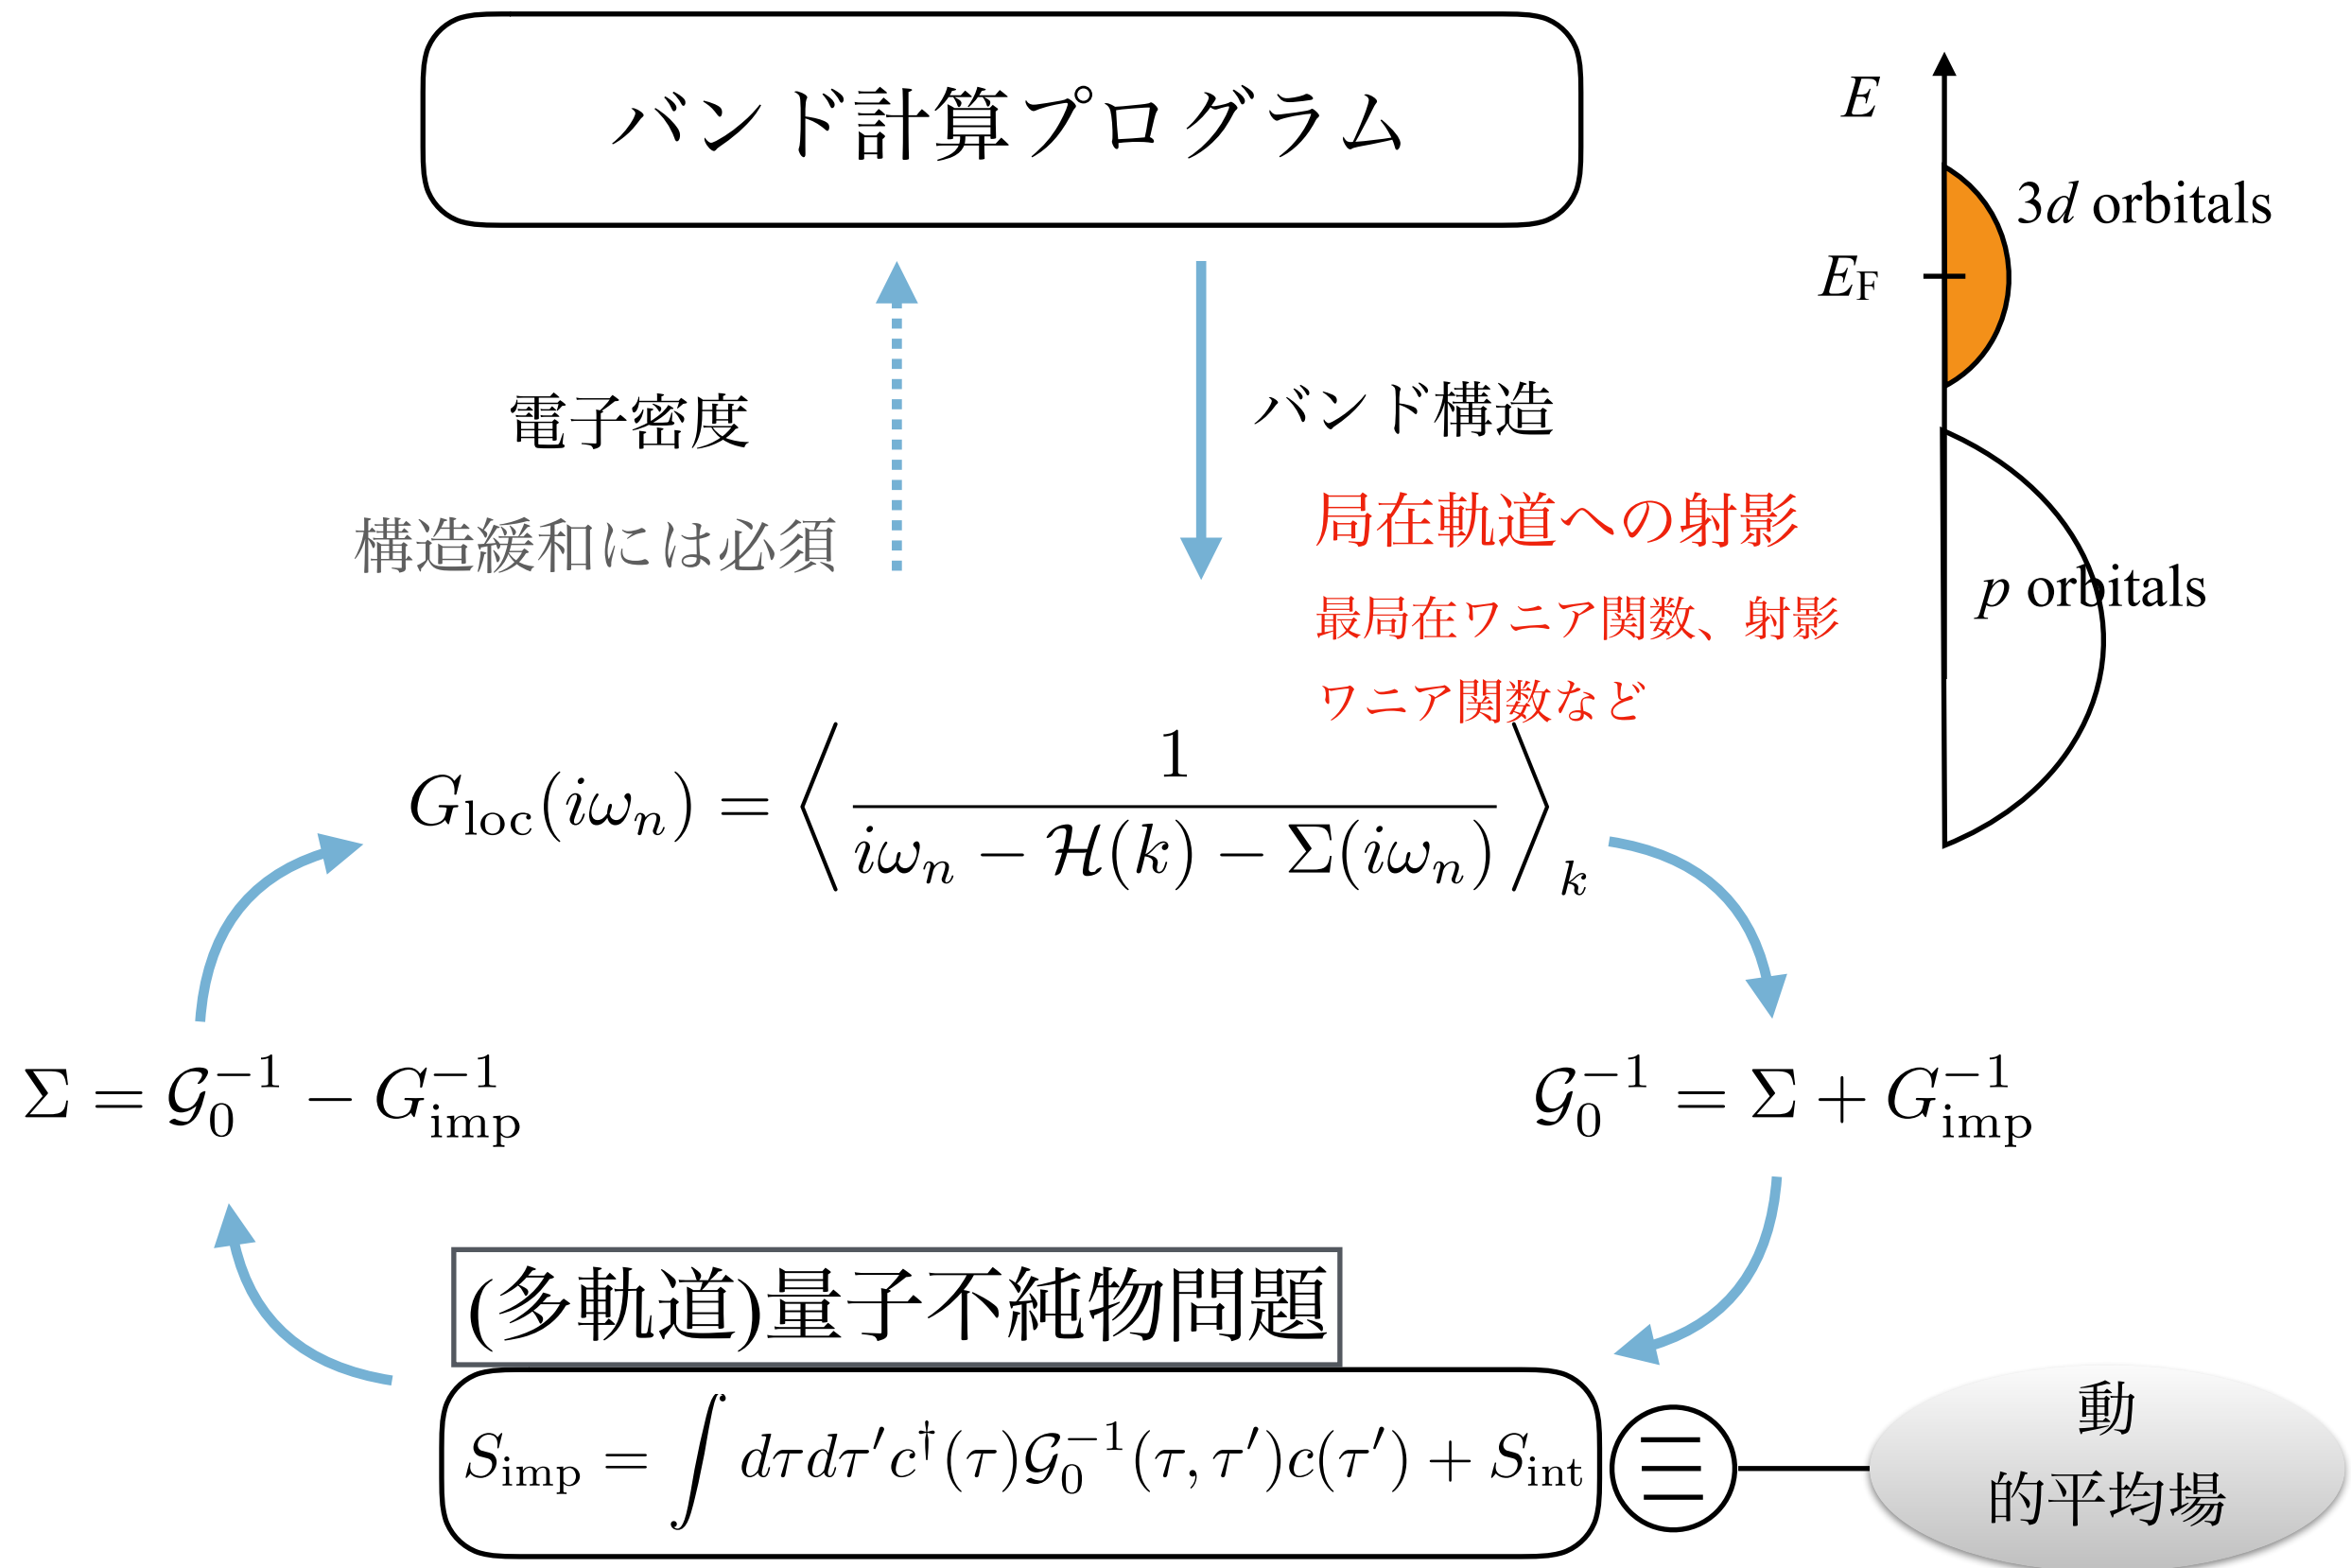 バンド計算プログラム
E
3d orbitals
E_F
電子密度
構造緩和には必須
バンド構造
局在軌道への射影
最局在ワニア関数、射影
ワニア関数など
p orbitals
G_loc(iω_n) = ⟨ 1 / (iω_n − ℋ(k) − Σ(iω_n)) ⟩_k
Σ = 𝒢_0^{−1} − G_imp^{−1}
𝒢_0^{−1} = Σ + G_imp^{−1}
(多軌道)量子不純物問題
S_imp = ∫ dτdτ′c^†(τ)𝒢_0^{−1}(τ, τ′)c(τ′) + S_int
動
的平均場